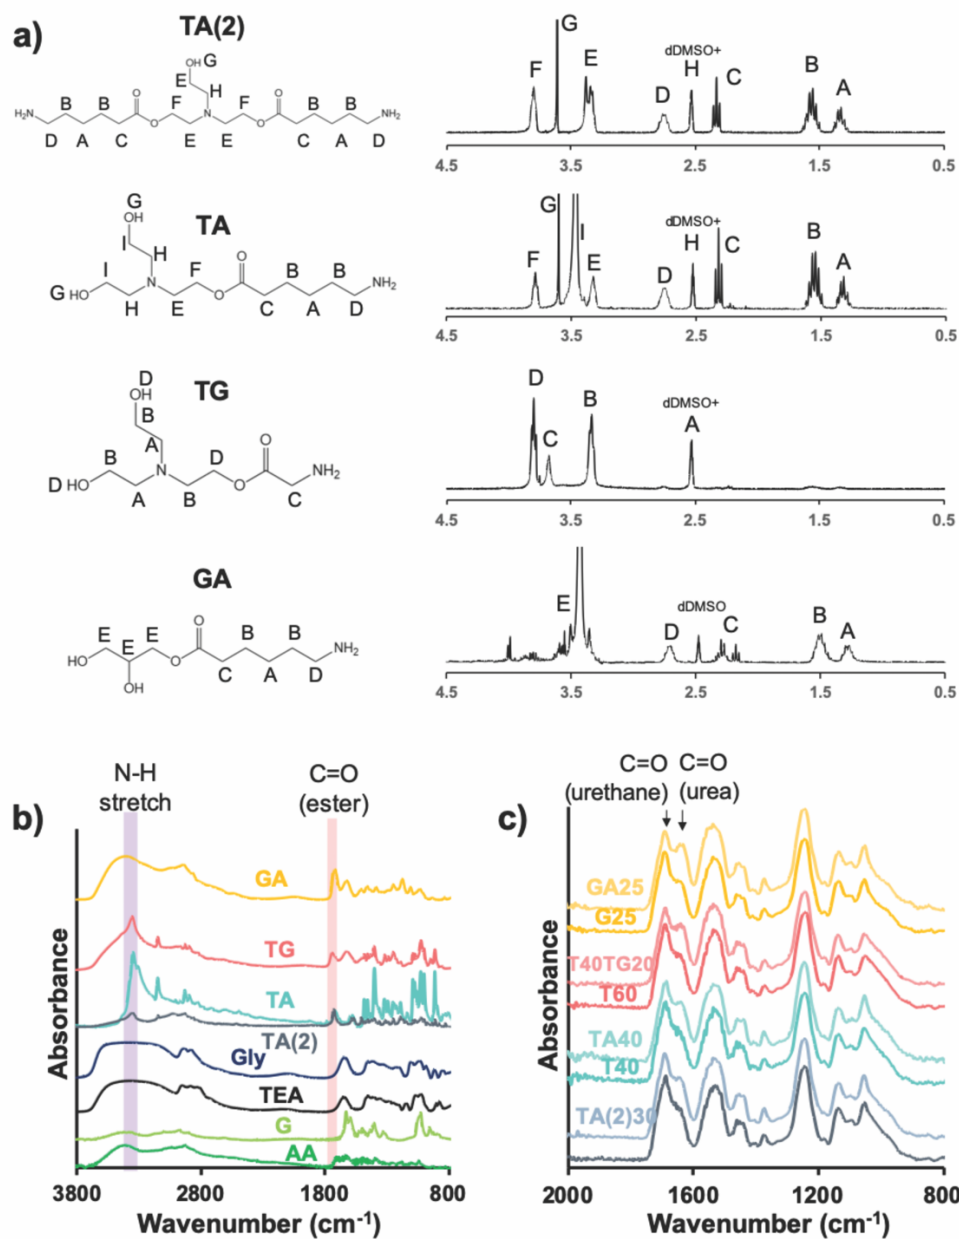 a)
TA(2)
OH G
E H
B B F F B B
H₂N O O N O O NH₂
D A C E E C A D
G F E D dDMSO+ H C B A
4.5 3.5 2.5 1.5 0.5
TA
G
OH
I H
I F B B
G HO N O O NH₂
H E C A D
G I F E D dDMSO+ H C B A
4.5 3.5 2.5 1.5 0.5
TG
D
OH
B
A
B D O
D HO N O NH₂
A B C
D C B dDMSO+ A
4.5 3.5 2.5 1.5 0.5
GA
E E E O B B
HO O NH₂
OH C A D
E D dDMSO C B A
4.5 3.5 2.5 1.5 0.5
b)
N-H
stretch
C=O
(ester)
GA
TG
TA
TA(2)
Gly
TEA
G
AA
Absorbance
3800 2800 1800 800
Wavenumber (cm⁻¹)
c)
C=O C=O
(urethane) (urea)
GA25
G25
T40TG20
T60
TA40
T40
TA(2)30
Absorbance
2000 1600 1200 800
Wavenumber (cm⁻¹)